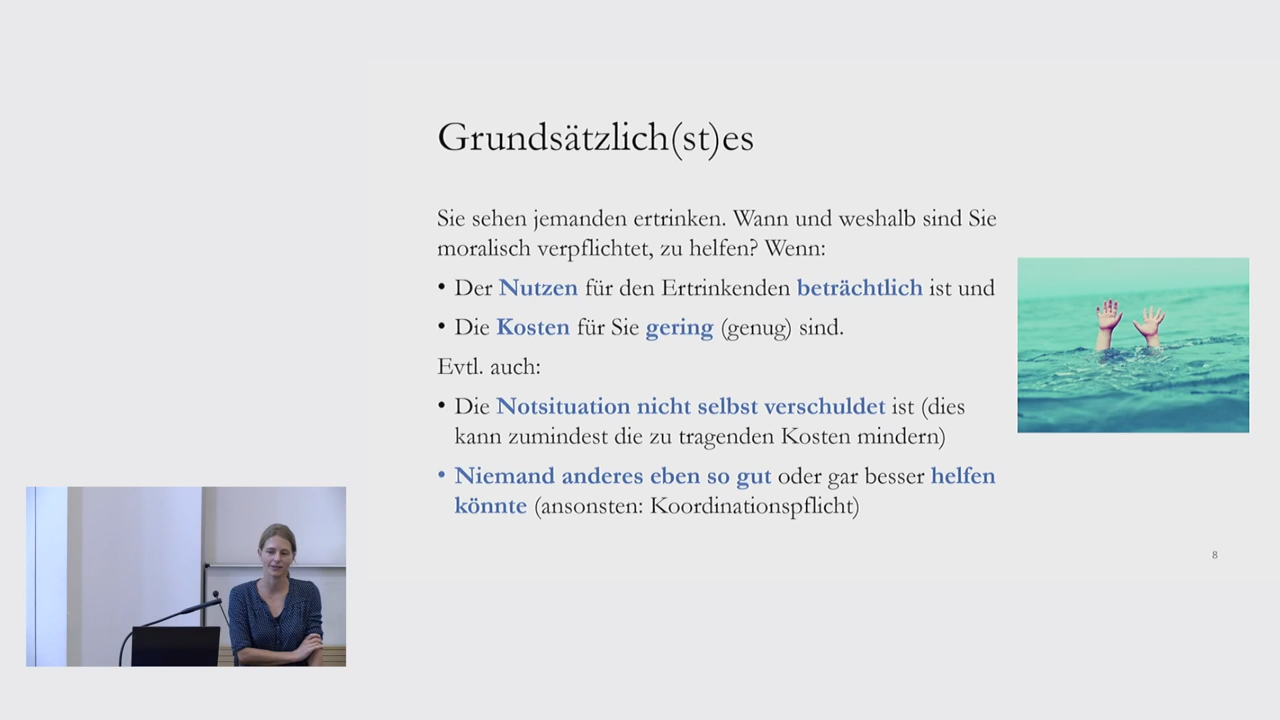 Grundsätzlich(st)es
Sie sehen jemanden ertrinken. Wann und weshalb sind Sie
moralisch verpflichtet, zu helfen? Wenn:
• Der Nutzen für den Ertrinkenden beträchtlich ist und
• Die Kosten für Sie gering (genug) sind.
Evtl. auch:
• Die Notsituation nicht selbst verschuldet ist (dies
kann zumindest die zu tragenden Kosten mindern)
• Niemand anderes eben so gut oder gar besser helfen
könnte (ansonsten: Koordinationspflicht)
8